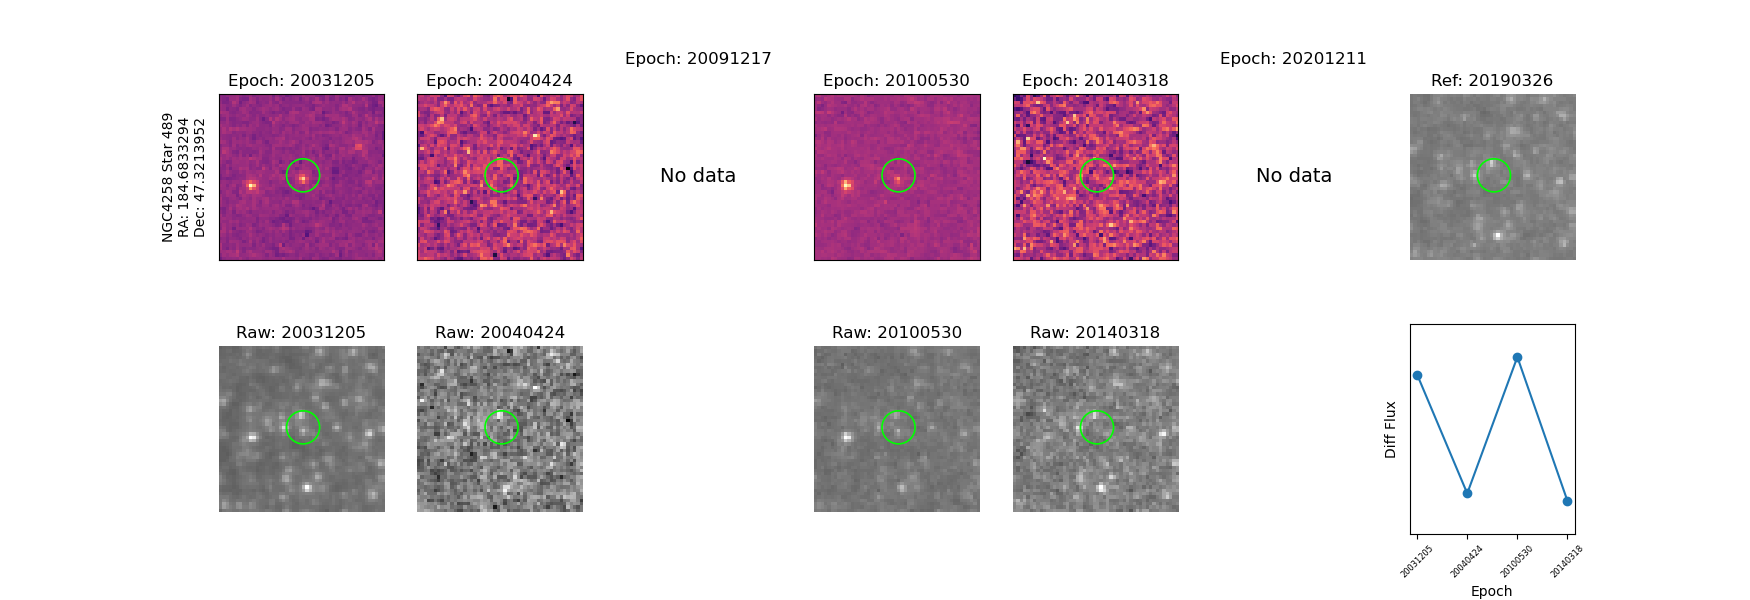 Epoch: 20091217
Epoch: 20201211
Epoch: 20031205
Epoch: 20040424
Epoch: 20100530
Epoch: 20140318
Ref: 20190326
NGC4258 Star 489
RA: 184.6833294
Dec: 47.3213952
No data
No data
Raw: 20031205
Raw: 20040424
Raw: 20100530
Raw: 20140318
Diff Flux
20031205
20040424
20100530
20140318
Epoch